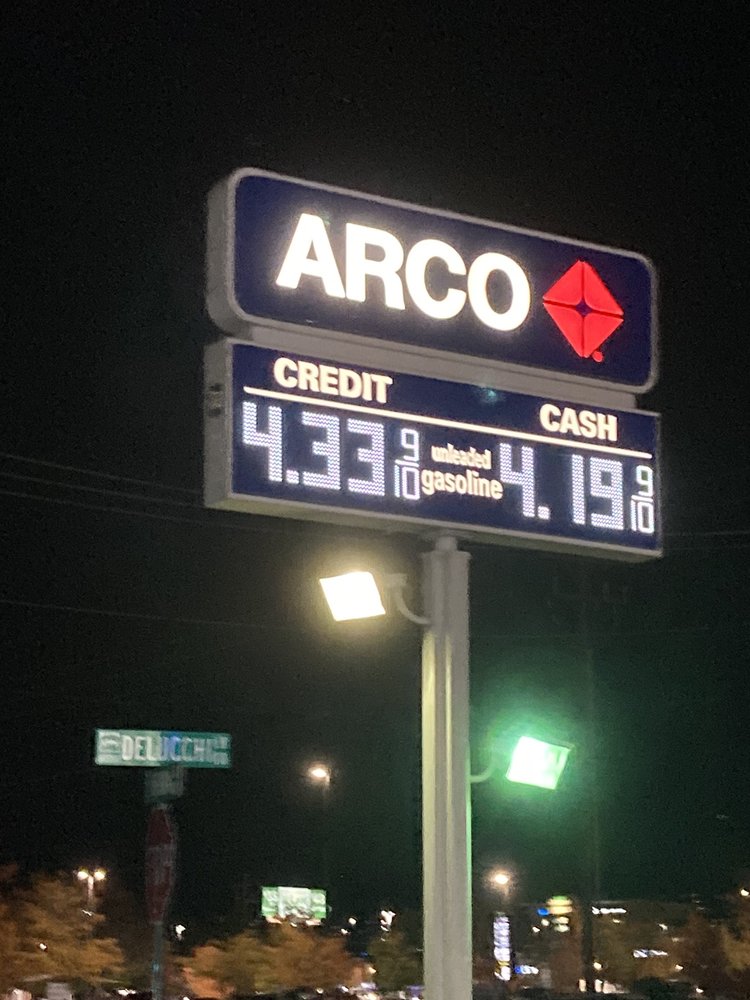 ARCO
CREDIT CASH
4.33 9/10 unleaded gasoline 4.19 9/10
DELUCCHI